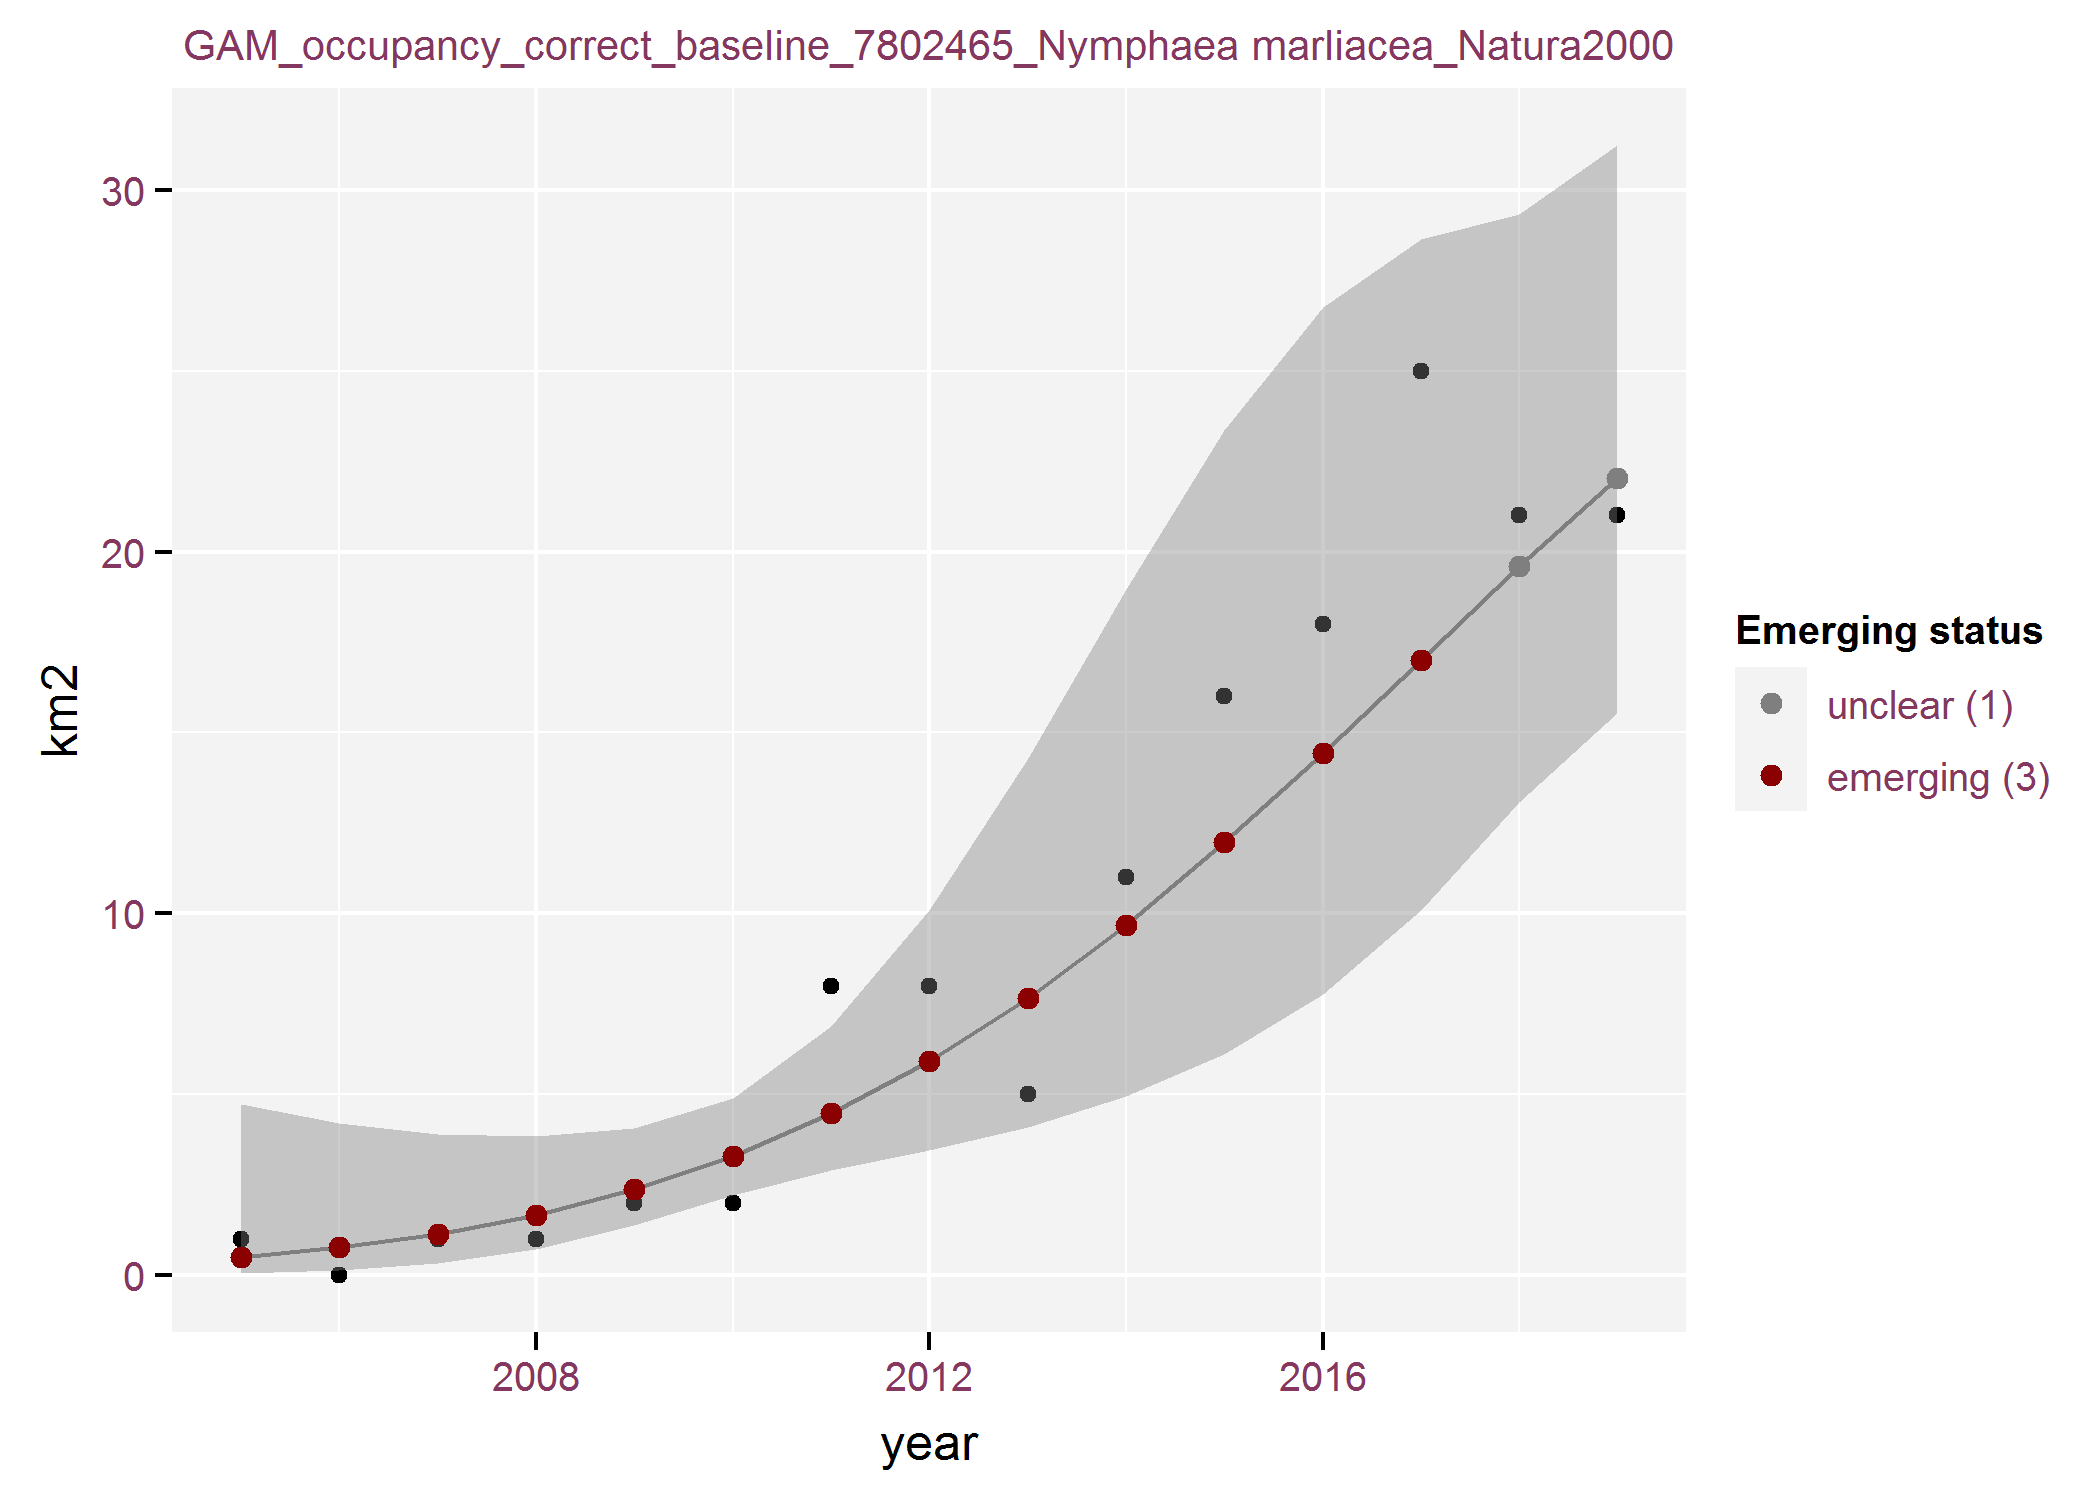 GAM_occupancy_correct_baseline_7802465_Nymphaea marliacea_Natura2000
30
20
10
0
km2
2008
2012
2016
year
Emerging status
unclear (1)
emerging (3)